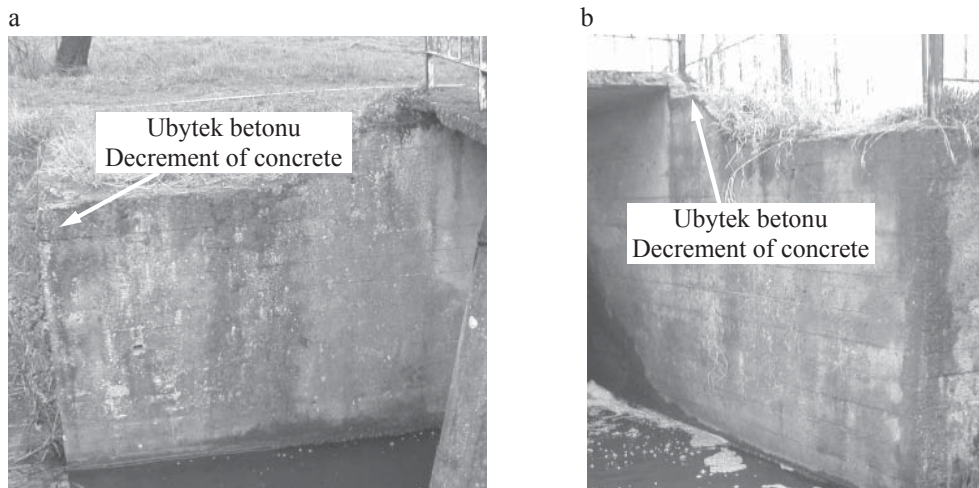 a
b
Ubytek betonu
Decrement of concrete
Ubytek betonu
Decrement of concrete